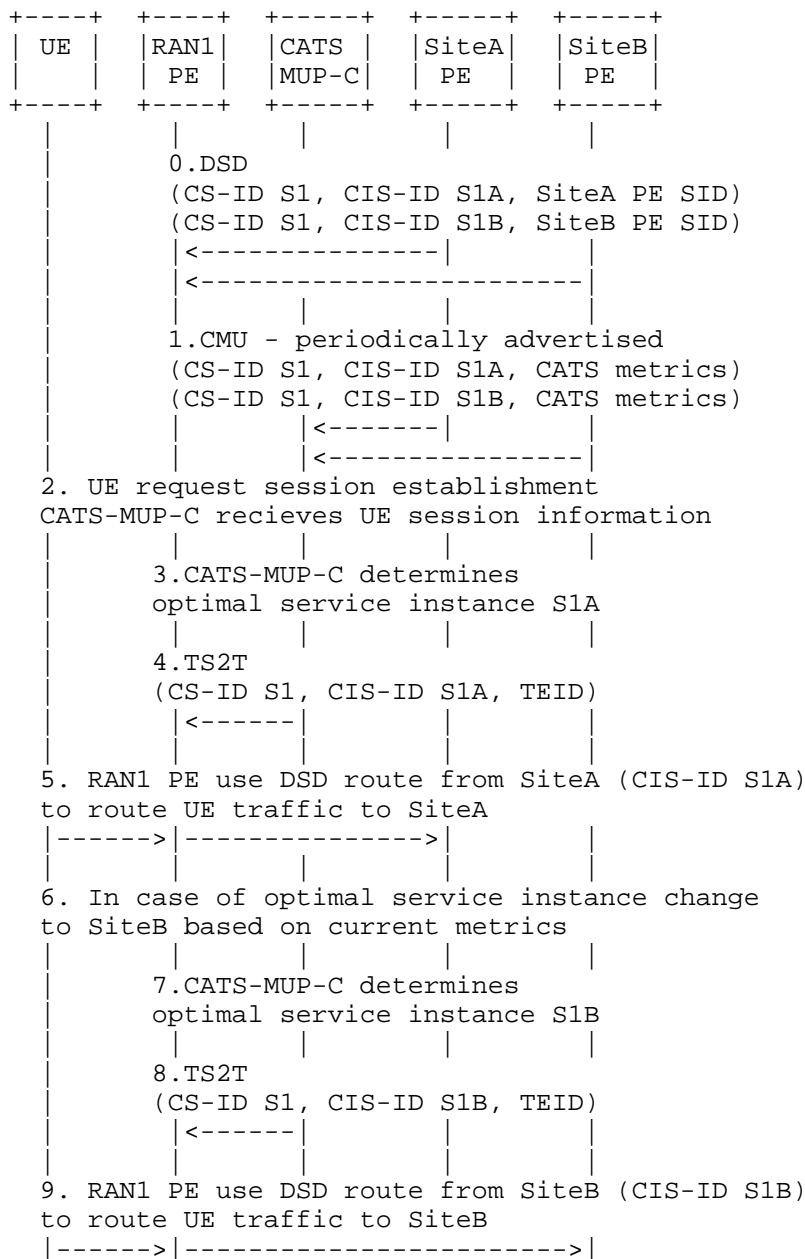 UE RAN1 CATS SiteA SiteB
PE MUP-C PE PE
0.DSD
(CS-ID S1, CIS-ID S1A, SiteA PE SID)
(CS-ID S1, CIS-ID S1B, SiteB PE SID)
1.CMU - periodically advertised
(CS-ID S1, CIS-ID S1A, CATS metrics)
(CS-ID S1, CIS-ID S1B, CATS metrics)
2. UE request session establishment
CATS-MUP-C recieves UE session information
3.CATS-MUP-C determines
optimal service instance S1A
4.TS2T
(CS-ID S1, CIS-ID S1A, TEID)
5. RAN1 PE use DSD route from SiteA (CIS-ID S1A)
to route UE traffic to SiteA
6. In case of optimal service instance change
to SiteB based on current metrics
7.CATS-MUP-C determines
optimal service instance S1B
8.TS2T
(CS-ID S1, CIS-ID S1B, TEID)
9. RAN1 PE use DSD route from SiteB (CIS-ID S1B)
to route UE traffic to SiteB